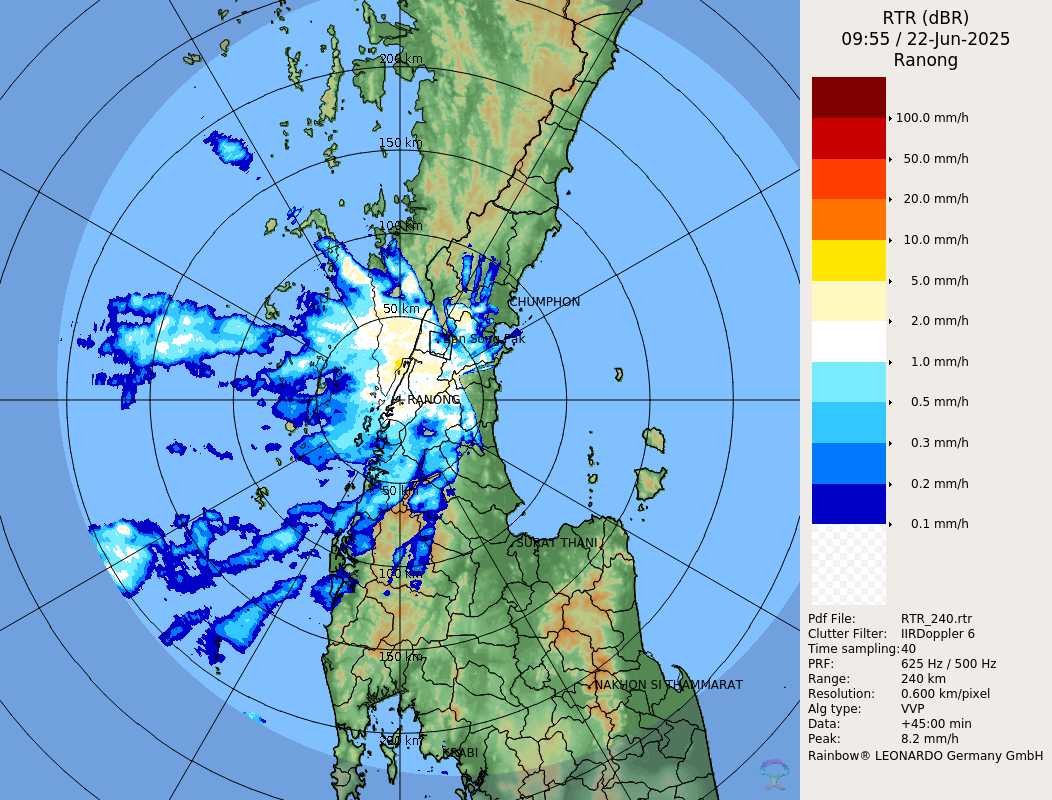 RTR (dBR)
09:55 / 22-Jun-2025
Ranong
100.0 mm/h
50.0 mm/h
20.0 mm/h
10.0 mm/h
5.0 mm/h
2.0 mm/h
1.0 mm/h
0.5 mm/h
0.3 mm/h
0.2 mm/h
0.1 mm/h
Pdf File: RTR_240.rtr
Clutter Filter: IIRDoppler 6
Time sampling:40
PRF: 625 Hz / 500 Hz
Range: 240 km
Resolution: 0.600 km/pixel
Alg type: VVP
Data: +45:00 min
Peak: 8.2 mm/h
Rainbow® LEONARDO Germany GmbH
200 km
150 km
100 km
50 km
CHUMPHON
Ban Song Pak
RANONG
50 km
SURAT THANI
100 km
150 km
NAKHON SI THAMMARAT
200 km
KRABI